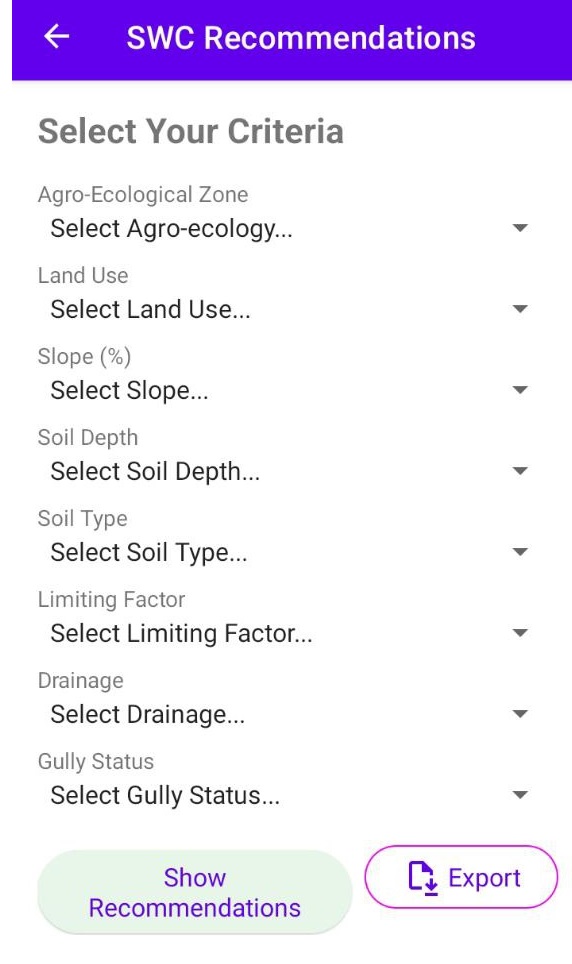 SWC Recommendations
Select Your Criteria
Agro-Ecological Zone
Select Agro-ecology...
Land Use
Select Land Use...
Slope (%)
Select Slope...
Soil Depth
Select Soil Depth...
Soil Type
Select Soil Type...
Limiting Factor
Select Limiting Factor...
Drainage
Select Drainage...
Gully Status
Select Gully Status...
Show
Recommendations
Export